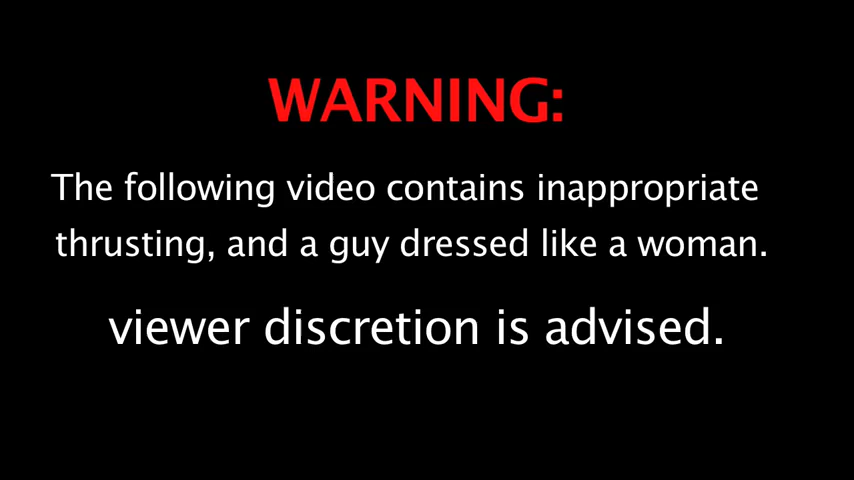 WARNING:
The following video contains inappropriate
thrusting, and a guy dressed like a woman.
viewer discretion is advised.